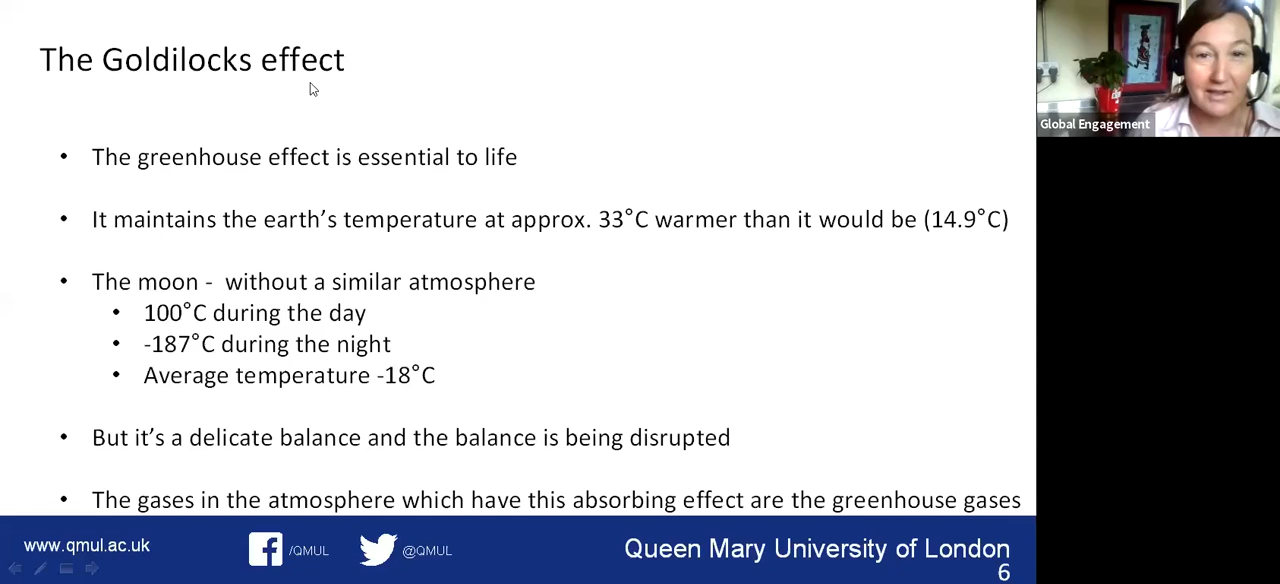 The Goldilocks effect
Global Engagement
• The greenhouse effect is essential to life
• It maintains the earth's temperature at approx. 33°C warmer than it would be (14.9°C)
• The moon - without a similar atmosphere
• 100°C during the day
• -187°C during the night
• Average temperature -18°C
• But it's a delicate balance and the balance is being disrupted
• The gases in the atmosphere which have this absorbing effect are the greenhouse gases
www.qmul.ac.uk
/QMUL
@QMUL
Queen Mary University of London
6